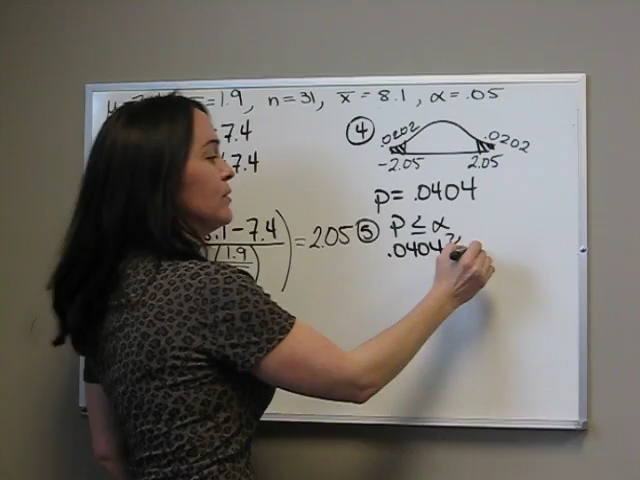 μ = 1.9, n = 31, x̄ = 8.1, α = .05
7.4
7.4
.1 - 7.4
1.9
= 2.05
④
.0202
.0202
-2.05
2.05
p = .0404
⑤ P ≤ α
.0404